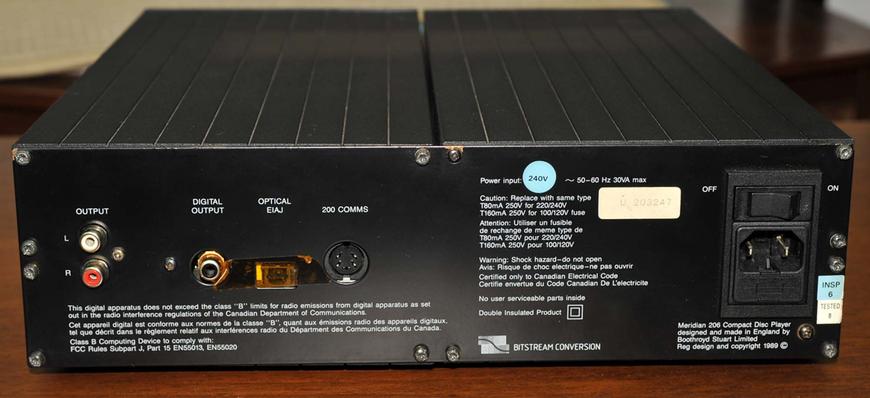 OUTPUT
L
R
DIGITAL
OUTPUT
OPTICAL
EIAJ
200 COMMS
This digital apparatus does not exceed the class "B" limits for radio emissions from digital apparatus as set
out in the radio interference regulations of the Canadian Department of Communications.
Cet appareil digital est conforme aux normes de la classe "B", quant aux émissions radio des appareils digitaux,
tel que décrit dans le règlement relatif aux interférences radio du Départment des Communications du Canada.
Class B Computing Device to comply with:
FCC Rules Subpart J, Part 15 EN55013, EN55020
Power input: 240V ~ 50-60 Hz 30VA max
Caution: Replace with same type
T80mA 250V for 220/240V
T160mA 250V for 100/120V fuse
Attention: Utiliser un fusible
de rechange de meme type de
T80mA 250V pour 220/240V
T160mA 250V pour 100/120V
U 203247
Warning: Shock hazard–do not open
Avis: Risque de choc electrique–ne pas ouvrir
Certified only to Canadian Electrical Code
Certifie envertu du Code Canadien De L'electricite
No user serviceable parts inside
Double Insulated Product
BITSTREAM CONVERSION
OFF
ON
INSP
6
TESTED
8
Meridian 206 Compact Disc Player
designed and made in England by
Boothroyd Stuart Limited
Reg design and copyright 1989 ©